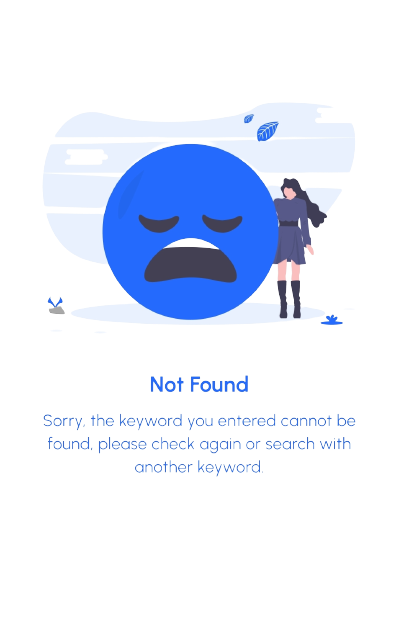 Not Found
Sorry, the keyword you entered cannot be
found, please check again or search with
another keyword.